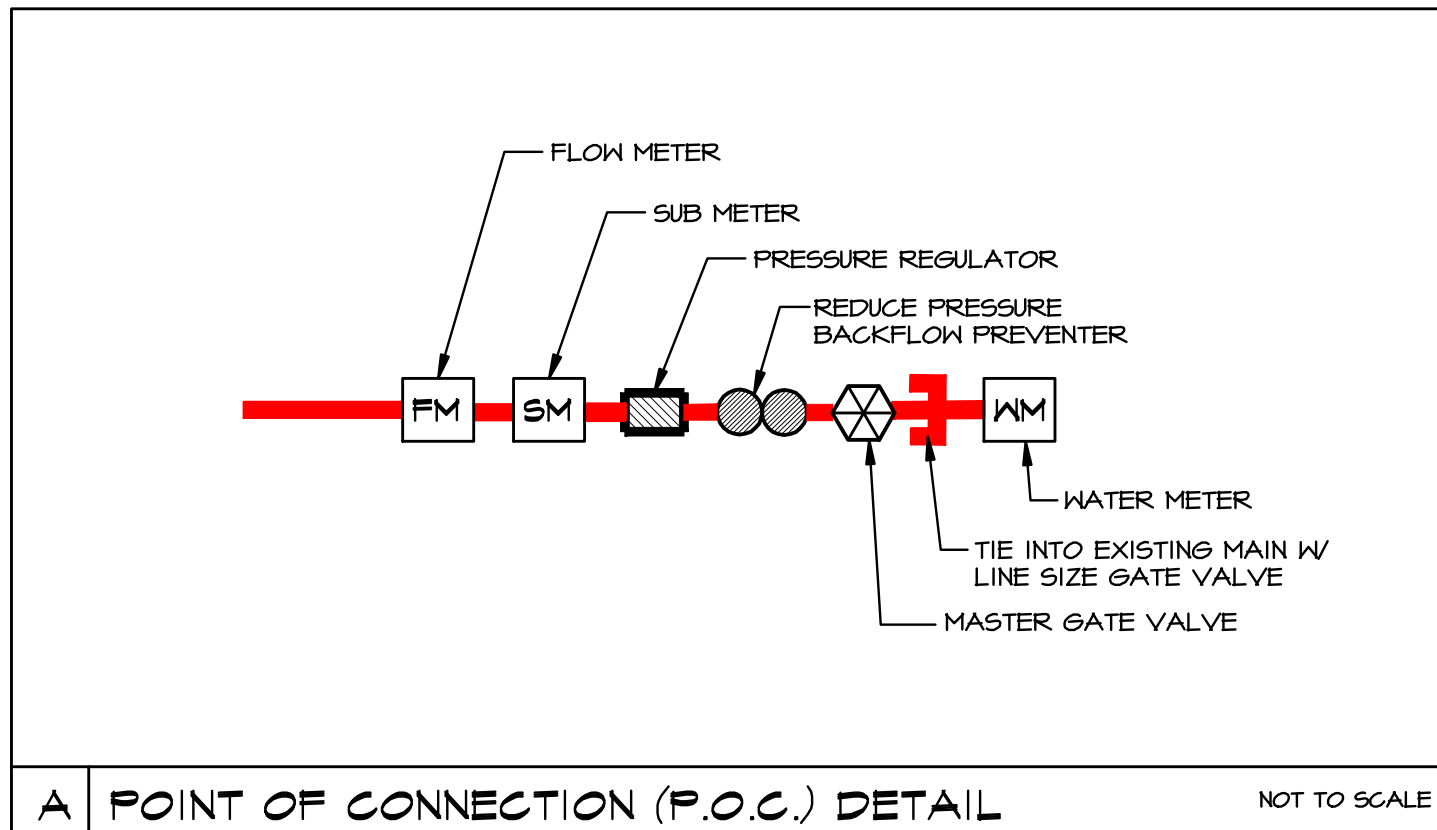 FLOW METER
SUB METER
PRESSURE REGULATOR
REDUCE PRESSURE
BACKFLOW PREVENTER
FM
SM
WM
WATER METER
TIE INTO EXISTING MAIN W/
LINE SIZE GATE VALVE
MASTER GATE VALVE
A
POINT OF CONNECTION (P.O.C.) DETAIL
NOT TO SCALE